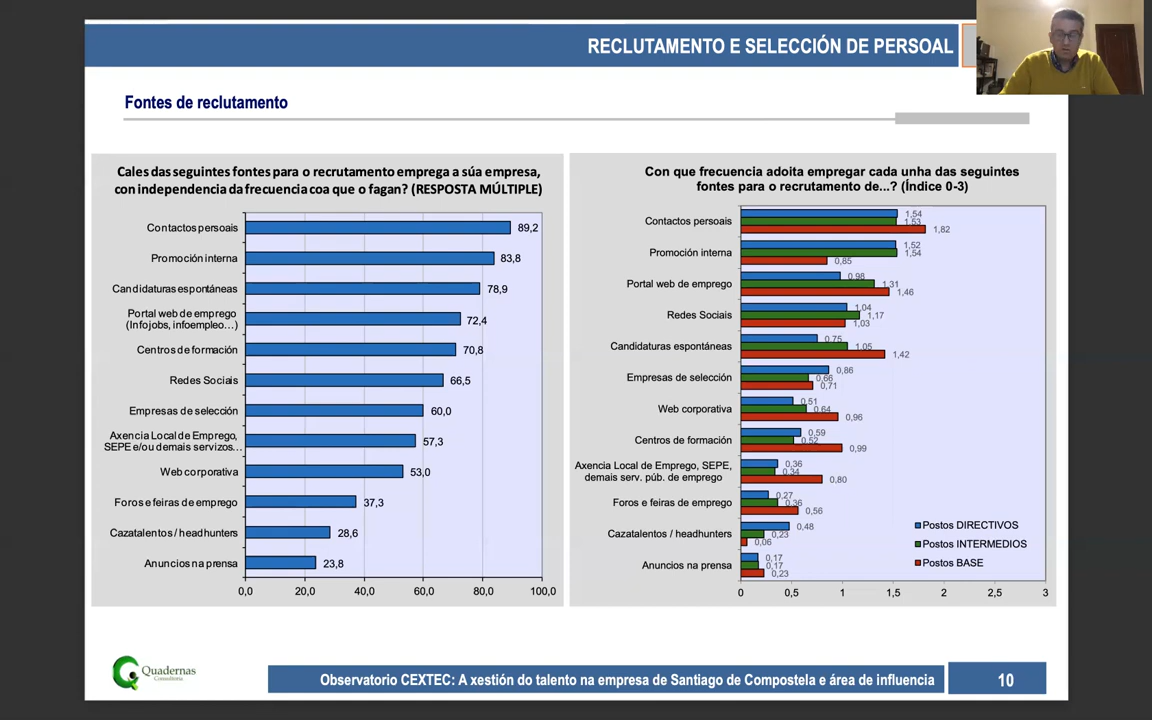 RECLUTAMENTO E SELECCIÓN DE PERSOAL
Fontes de reclutamento
Cales das seguintes fontes para o recrutamento emprega a súa empresa,
con independencia da frecuencia coa que o fagan? (RESPOSTA MÚLTIPLE)
Contactos persoais 89,2
Promoción interna 83,8
Candidaturas espontáneas 78,9
Portal web de emprego
(Infojobs, infoempleo…) 72,4
Centros de formación 70,8
Redes Sociais 66,5
Empresas de selección 60,0
Axencia Local de Emprego,
SEPE e/ou demais servizos… 57,3
Web corporativa 53,0
Foros e feiras de emprego 37,3
Cazatalentos / headhunters 28,6
Anuncios na prensa 23,8
0,0 20,0 40,0 60,0 80,0 100,0
Con que frecuencia adoita empregar cada unha das seguintes
fontes para o recrutamento de...? (Índice 0-3)
Contactos persoais 1,54 1,53 1,82
Promoción interna 1,52 1,54 0,85
Portal web de emprego 0,98 1,31 1,46
Redes Sociais 1,04 1,17 1,03
Candidaturas espontáneas 0,75 1,05 1,42
Empresas de selección 0,86 0,66 0,71
Web corporativa 0,51 0,64 0,96
Centros de formación 0,59 0,52 0,99
Axencia Local de Emprego, SEPE,
demais serv. púb. de emprego 0,36 0,34 0,80
Foros e feiras de emprego 0,27 0,36 0,56
Cazatalentos / headhunters 0,48 0,23 0,06
Anuncios na prensa 0,17 0,17 0,23
Postos DIRECTIVOS
Postos INTERMEDIOS
Postos BASE
0 0,5 1 1,5 2 2,5 3
Quadernas
Consultoría
Observatorio CEXTEC: A xestión do talento na empresa de Santiago de Compostela e área de influencia
10